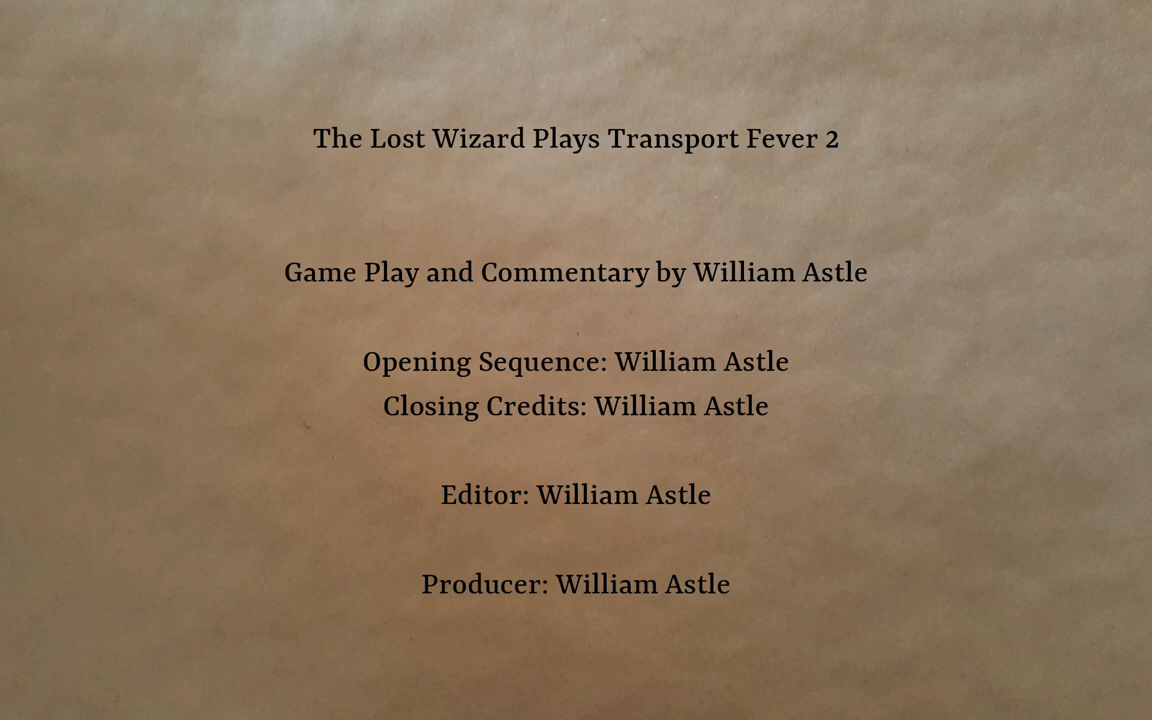 The Lost Wizard Plays Transport Fever 2
Game Play and Commentary by William Astle
Opening Sequence: William Astle
Closing Credits: William Astle
Editor: William Astle
Producer: William Astle